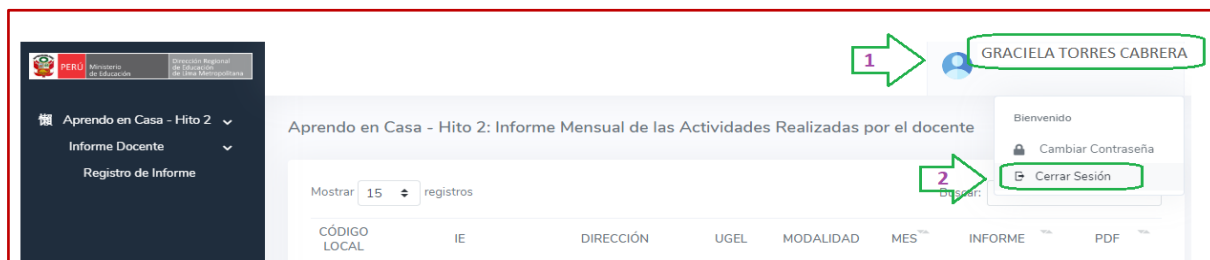 1
GRACIELA TORRES CABRERA
PERÚ
Ministerio
de Educación
Dirección Regional
de Educación
de Lima Metropolitana
Aprendo en Casa - Hito 2
Informe Docente
Registro de Informe
Aprendo en Casa - Hito 2: Informe Mensual de las Actividades Realizadas por el docente
Bienvenido
Cambiar Contraseña
2
Cerrar Sesión
Mostrar 15 registros
Buscar:
CÓDIGO LOCAL IE DIRECCIÓN UGEL MODALIDAD MES INFORME PDF